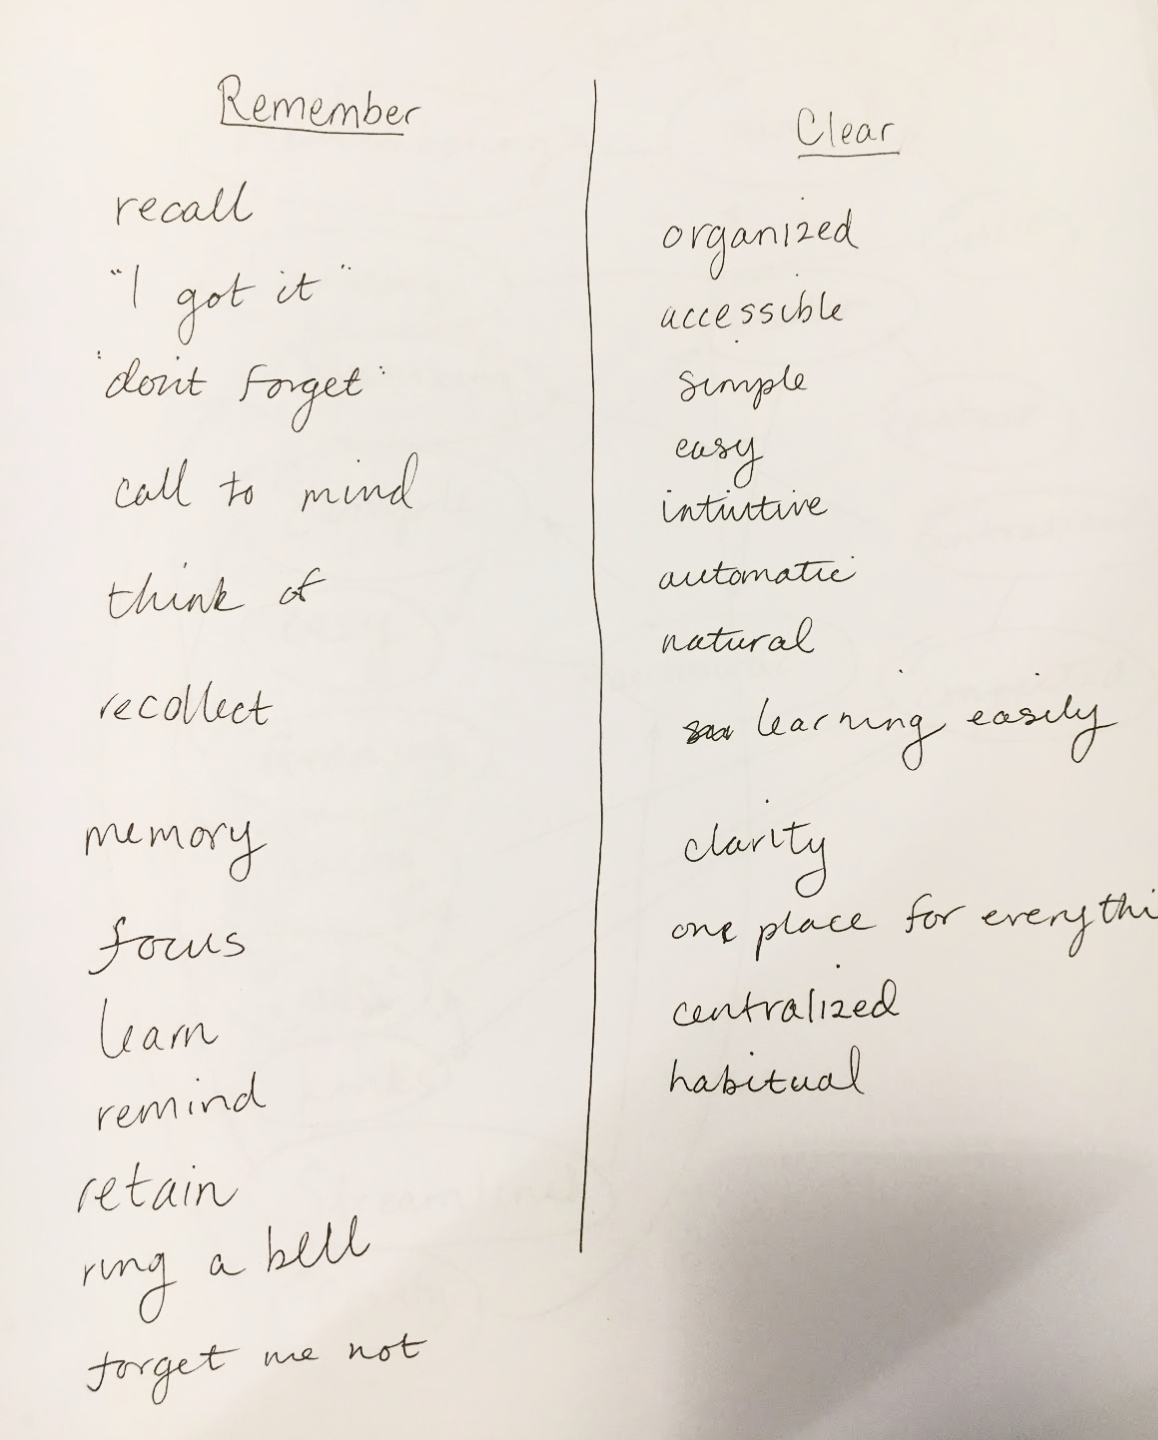 Remember
recall
"I got it"
"don't forget"
call to mind
think of
recollect
memory
focus
learn
remind
retain
ring a bell
forget me not
Clear
organized
accessible
simple
easy
intuitive
automatic
natural
learning easily
clarity
one place for everythi
centralized
habitual